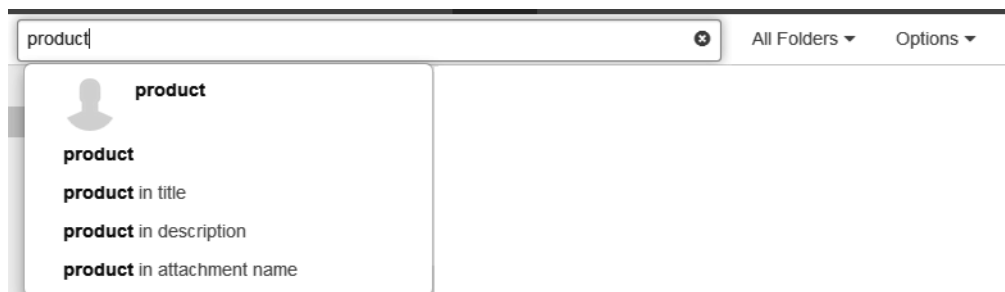 product All Folders Options
product
product
product in title
product in description
product in attachment name